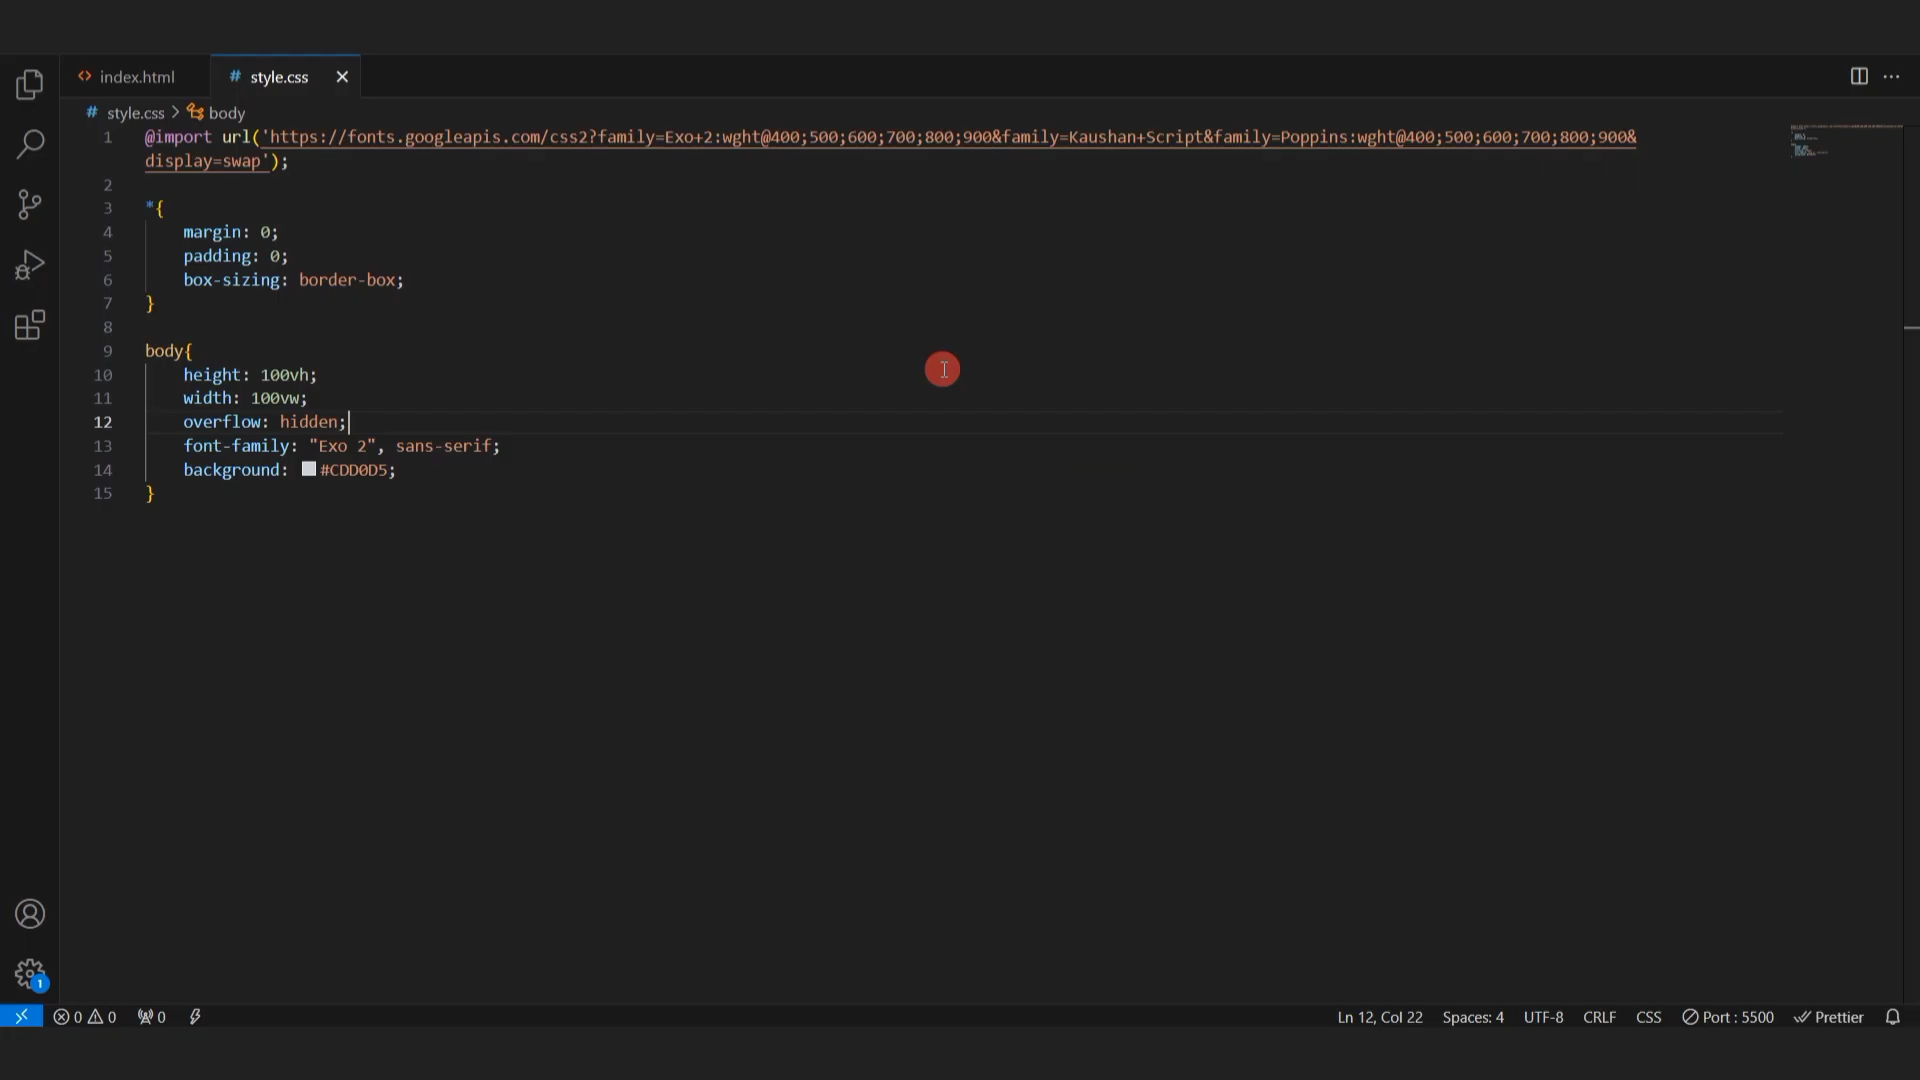 index.html
style.css
style.css > body
1 @import url('https://fonts.googleapis.com/css2?family=Exo+2:wght@400;500;600;700;800;900&family=Kaushan+Script&family=Poppins:wght@400;500;600;700;800;900&
display=swap');
2
3 *{
4 margin: 0;
5 padding: 0;
6 box-sizing: border-box;
7 }
8
9 body{
10 height: 100vh;
11 width: 100vw;
12 overflow: hidden;
13 font-family: "Exo 2", sans-serif;
14 background: #CDD0D5;
15 }
1
0 0 0 Ln 12, Col 22 Spaces: 4 UTF-8 CRLF CSS Port : 5500 Prettier